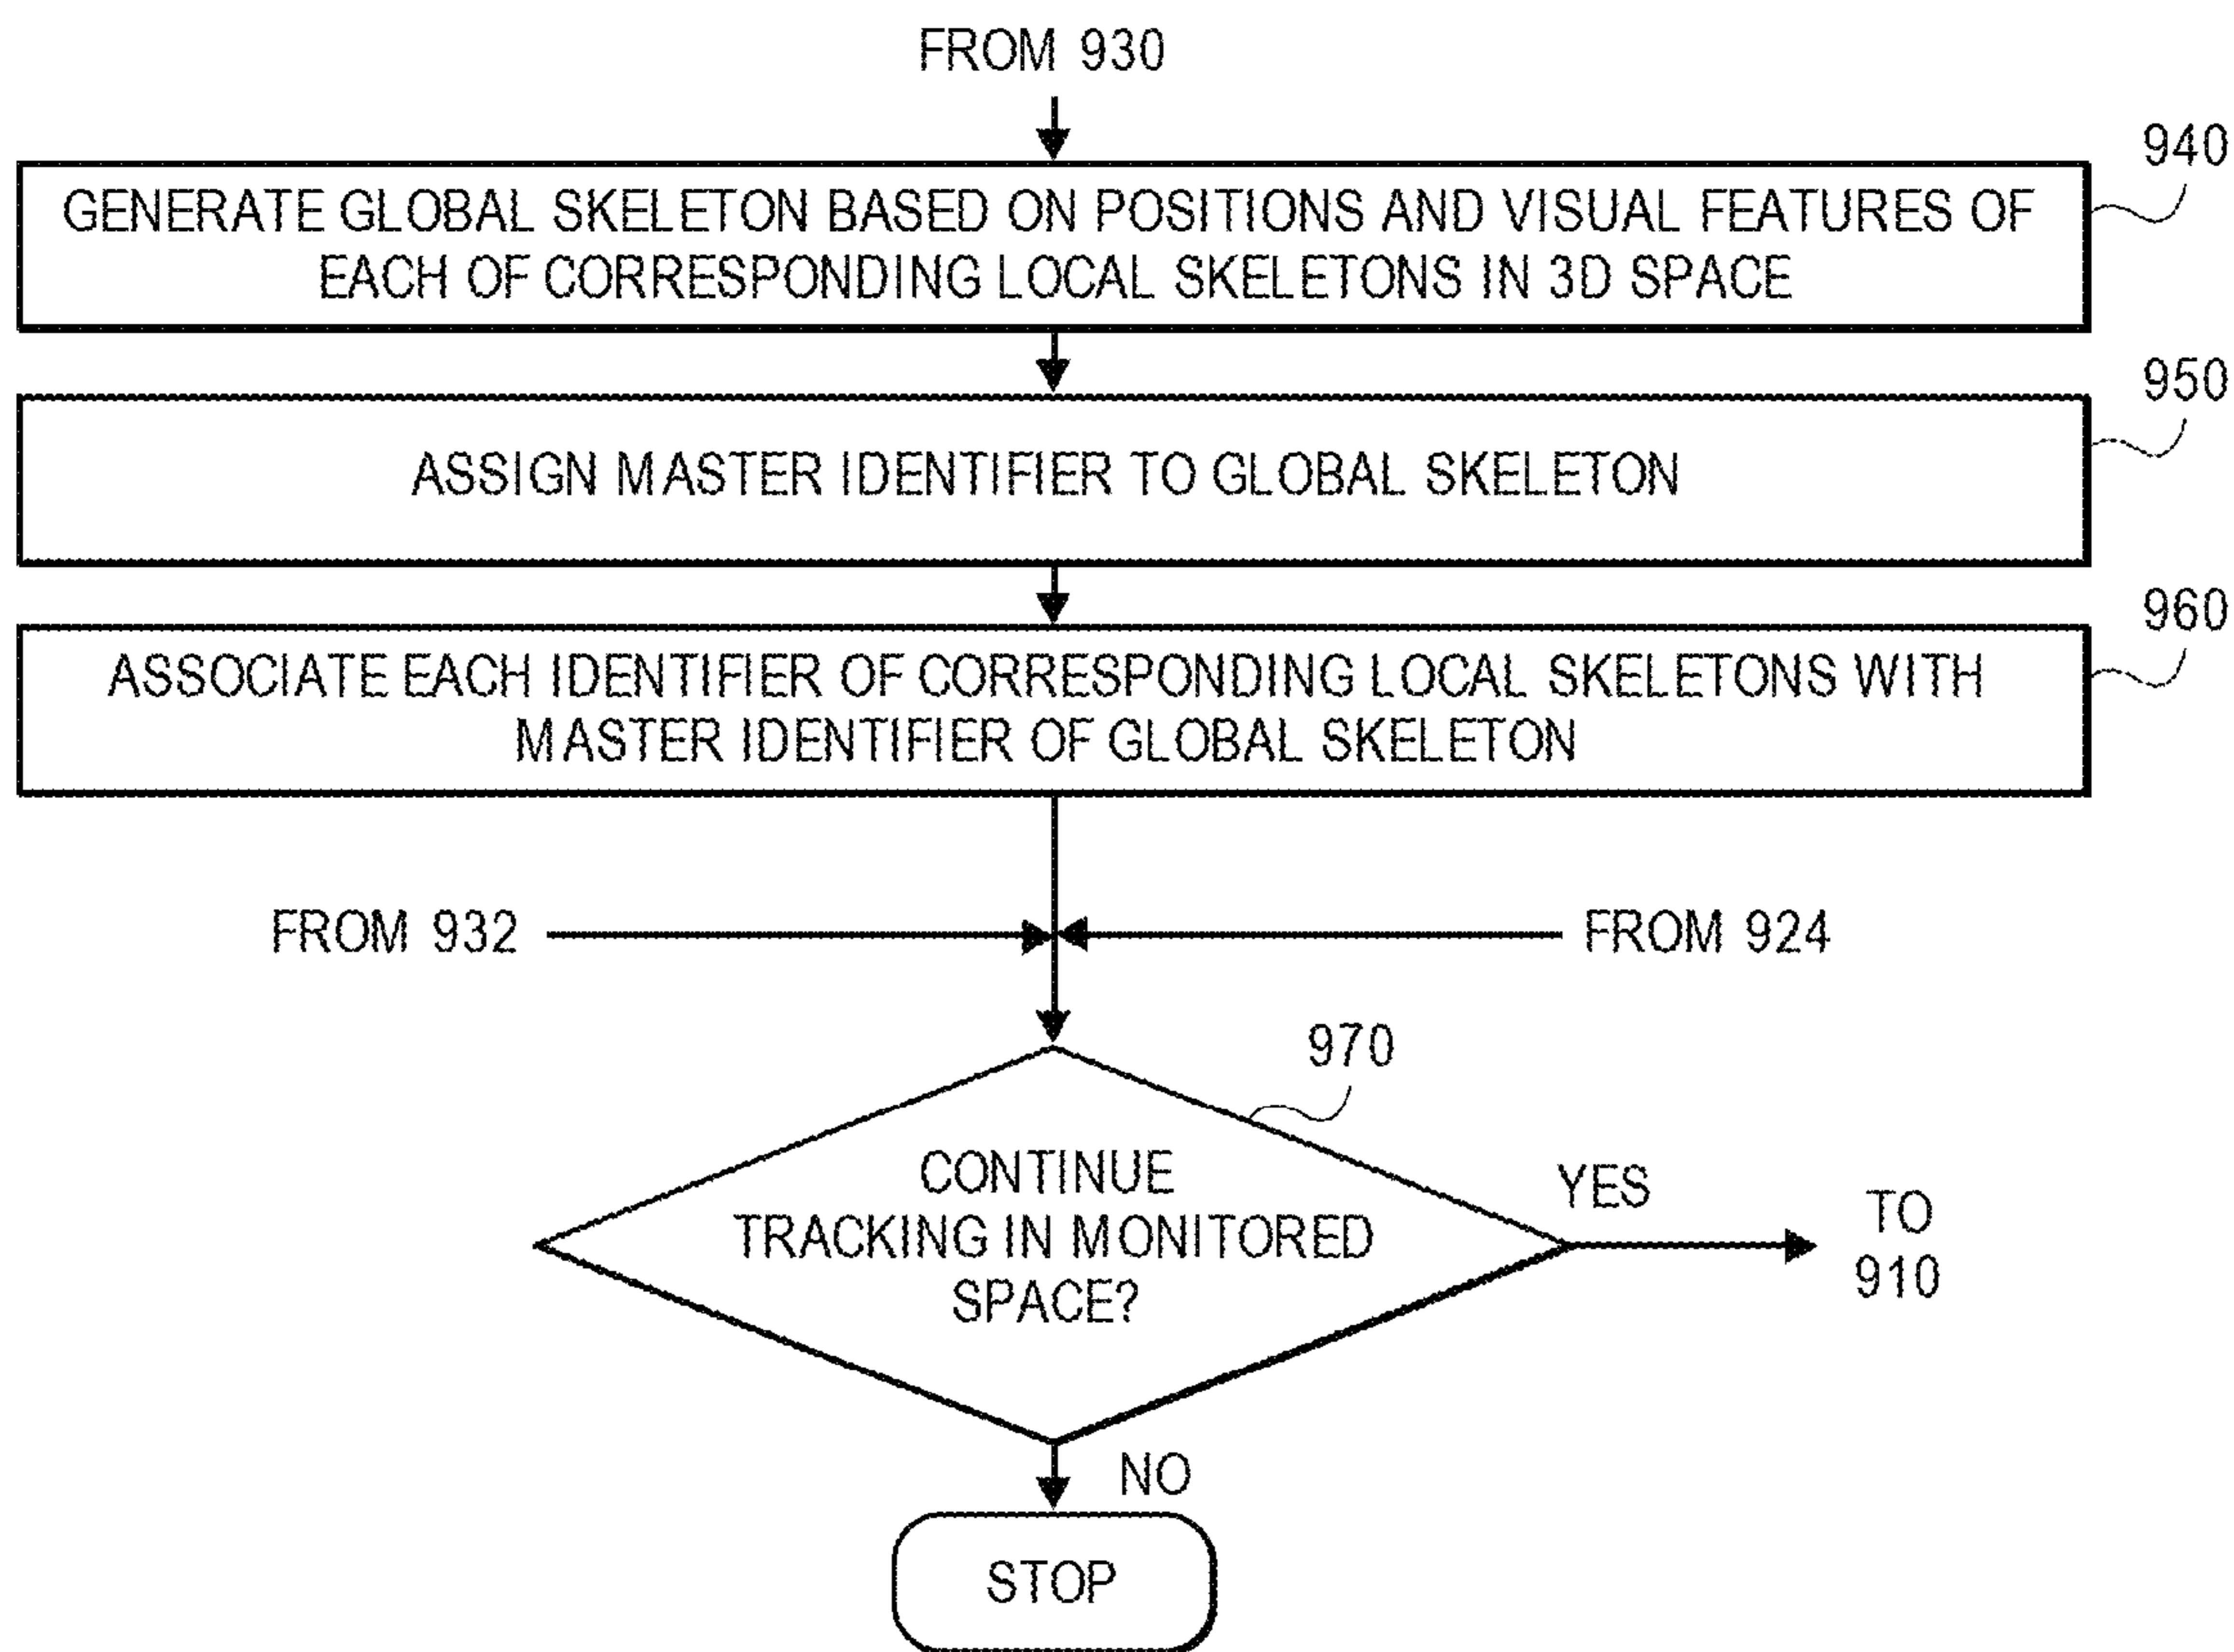 FROM 930
940
GENERATE GLOBAL SKELETON BASED ON POSITIONS AND VISUAL FEATURES OF
EACH OF CORRESPONDING LOCAL SKELETONS IN 3D SPACE
950
ASSIGN MASTER IDENTIFIER TO GLOBAL SKELETON
960
ASSOCIATE EACH IDENTIFIER OF CORRESPONDING LOCAL SKELETONS WITH
MASTER IDENTIFIER OF GLOBAL SKELETON
FROM 932
FROM 924
970
CONTINUE
TRACKING IN MONITORED
SPACE?
YES
TO
910
NO
STOP